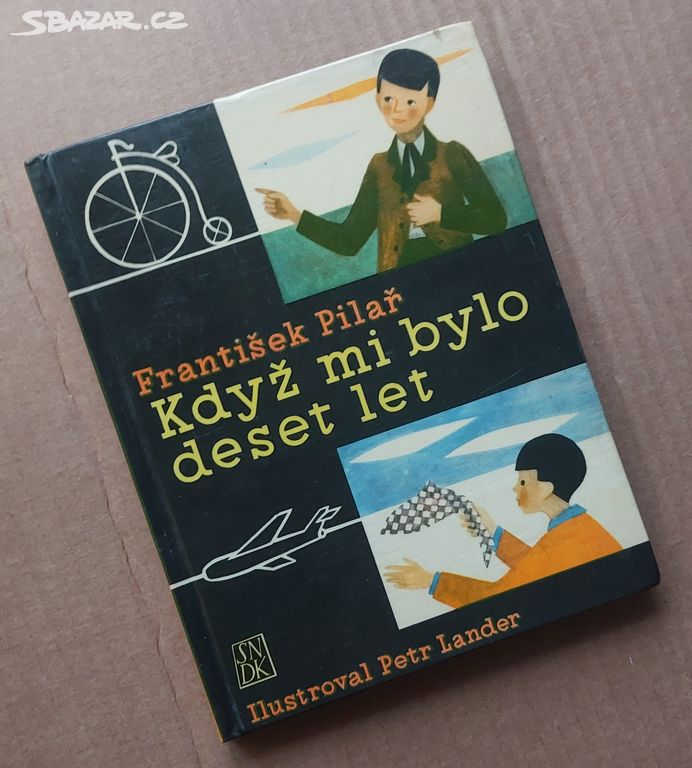 SBAZAR.CZ
František Pilař
Když mi bylo
deset let
SN
DK
Ilustroval Petr Lander